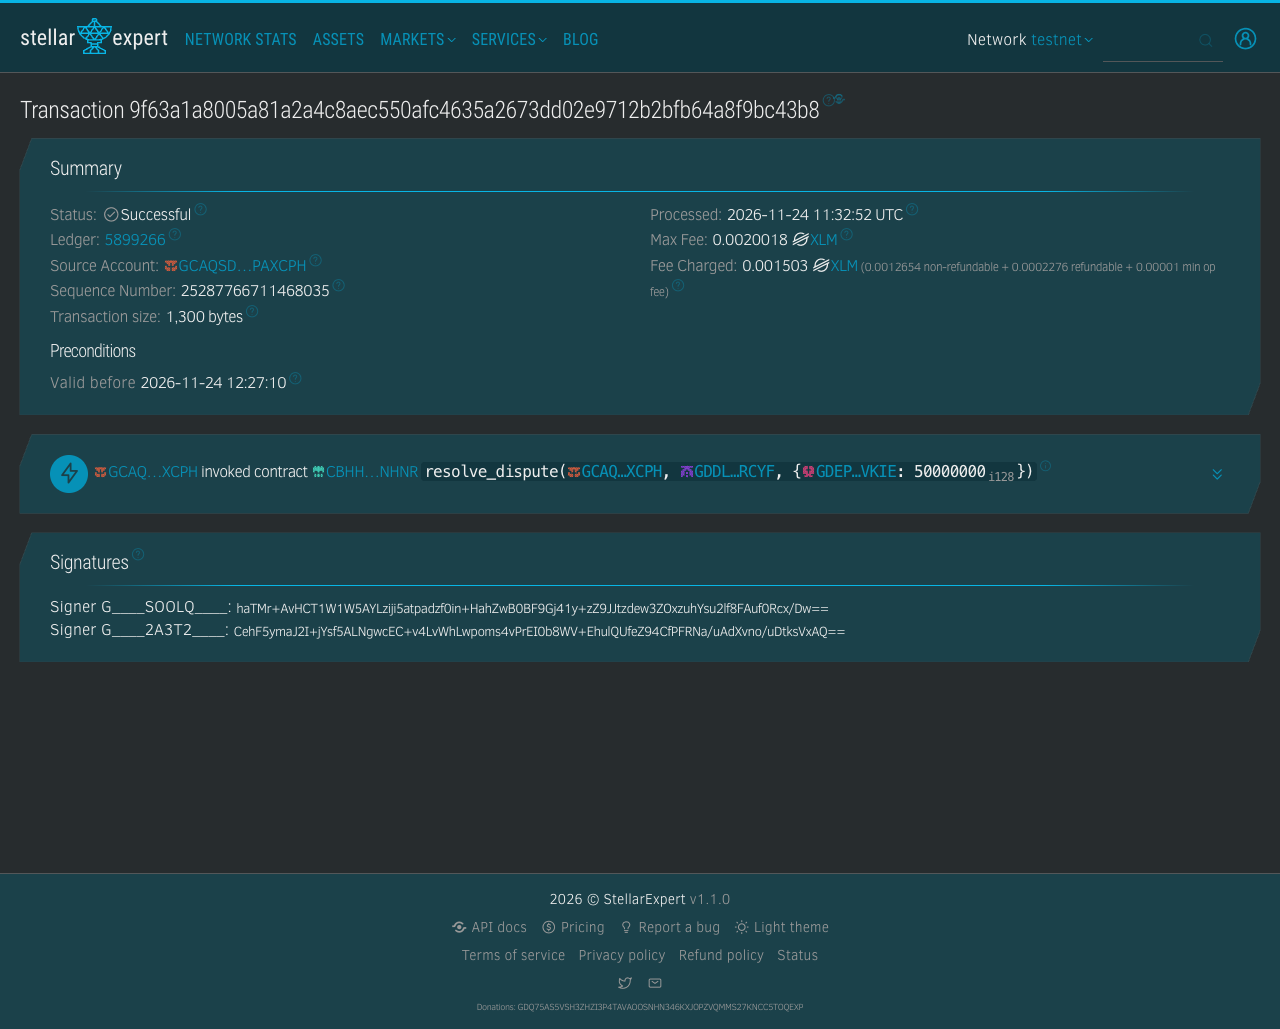 stellar expert NETWORK STATS ASSETS MARKETS SERVICES BLOG Network testnet
Transaction 9f63a1a8005a81a2a4c8aec550afc4635a2673dd02e9712b2bfb64a8f9bc43b8
Summary
Status: Successful
Ledger: 5899266
Source Account: GCAQSD…PAXCPH
Sequence Number: 25287766711468035
Transaction size: 1,300 bytes
Processed: 2026-11-24 11:32:52 UTC
Max Fee: 0.0020018 XLM
Fee Charged: 0.001503 XLM (0.0012654 non-refundable + 0.0002276 refundable + 0.00001 min op
fee)
Preconditions
Valid before 2026-11-24 12:27:10
GCAQ…XCPH invoked contract CBHH…NHNR resolve_dispute(GCAQ…XCPH, GDDL…RCYF, {GDEP…VKIE: 50000000 i128})
Signatures
Signer G____SOOLQ____: haTMr+AvHCT1W1W5AYLziji5atpadzf0in+HahZwB0BF9Gj41y+zZ9JJtzdew3ZOxzuhYsu2lf8FAuf0Rcx/Dw==
Signer G____2A3T2____: CehF5ymaJ2I+jYsf5ALNgwcEC+v4LvWhLwpoms4vPrEI0b8WV+EhulQUfeZ94CfPFRNa/uAdXvno/uDtksVxAQ==
2026 © StellarExpert v1.1.0
API docs Pricing Report a bug Light theme
Terms of service Privacy policy Refund policy Status
Donations: GDQ75AS5VSH3ZHZI3P4TAVAOOSNHN346KXJOPZVQMMS27KNCC5TOQEXP